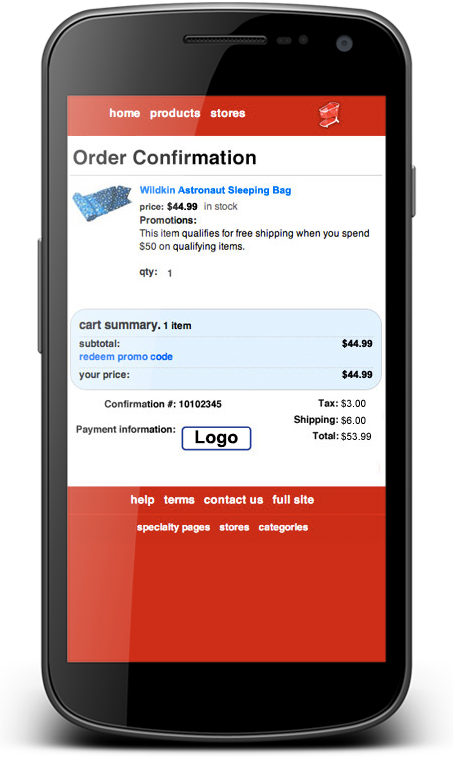 home products stores
Order Confirmation
Wildkin Astronaut Sleeping Bag
price: $44.99 in stock
Promotions:
This item qualifies for free shipping when you spend
$50 on qualifying items.
qty: 1
cart summary. 1 item
subtotal: $44.99
redeem promo code
your price: $44.99
Confirmation #: 10102345
Tax: $3.00
Shipping: $6.00
Payment information: Logo
Total: $53.99
help terms contact us full site
specialty pages stores categories